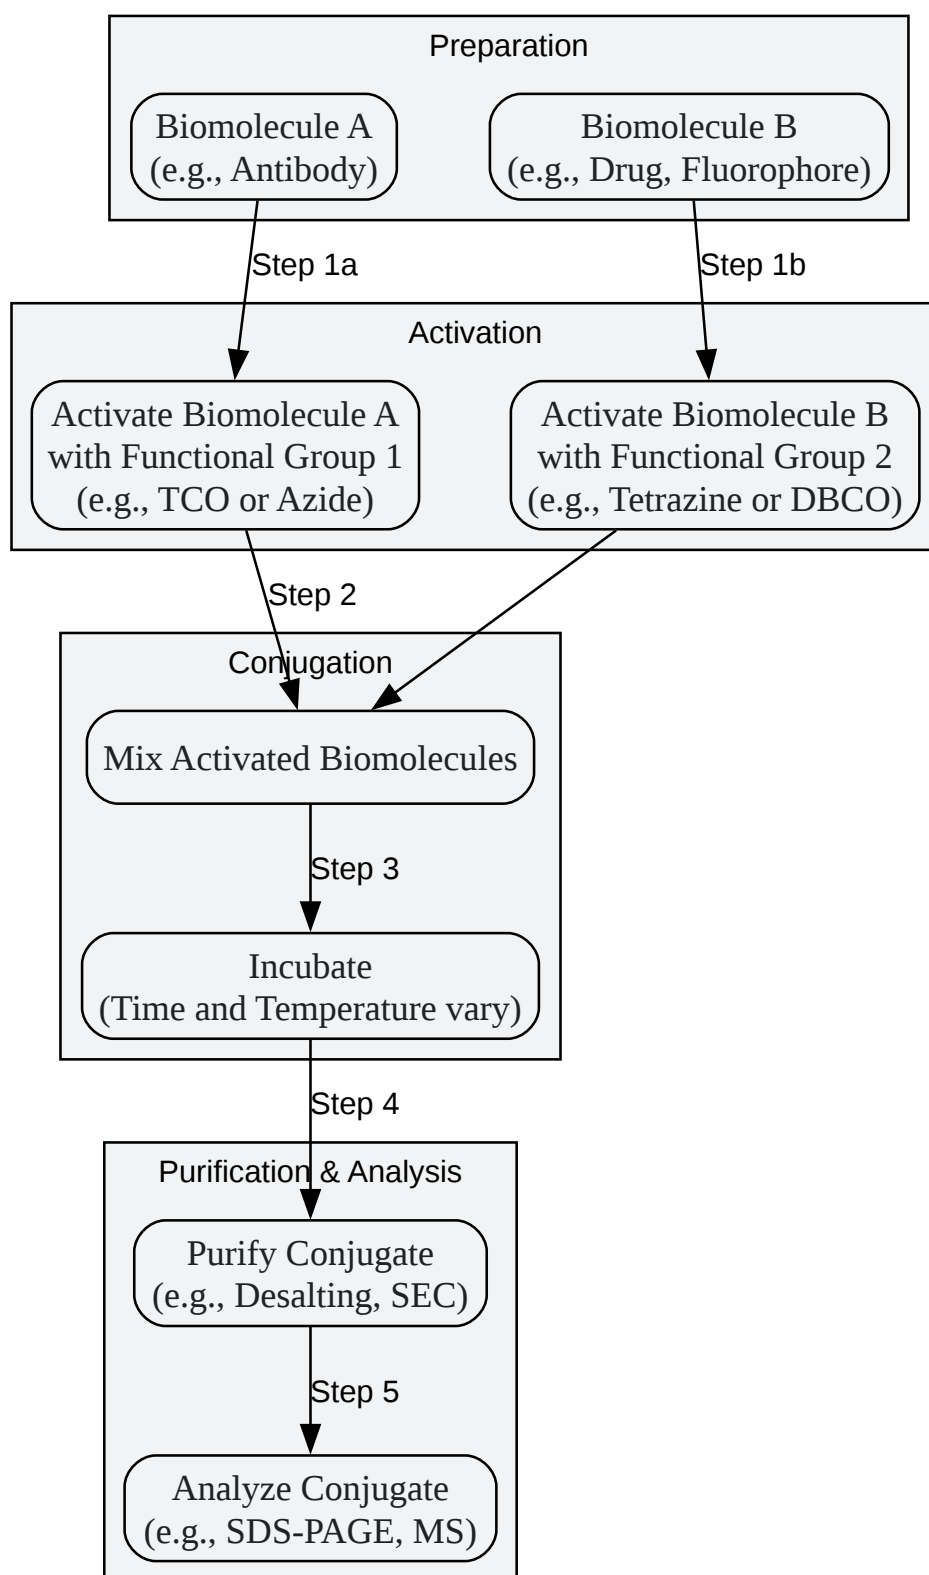 Preparation
Biomolecule A
(e.g., Antibody)
Biomolecule B
(e.g., Drug, Fluorophore)
Step 1a
Step 1b
Activation
Activate Biomolecule A
with Functional Group 1
(e.g., TCO or Azide)
Activate Biomolecule B
with Functional Group 2
(e.g., Tetrazine or DBCO)
Step 2
Conjugation
Mix Activated Biomolecules
Step 3
Incubate
(Time and Temperature vary)
Step 4
Purification & Analysis
Purify Conjugate
(e.g., Desalting, SEC)
Step 5
Analyze Conjugate
(e.g., SDS-PAGE, MS)